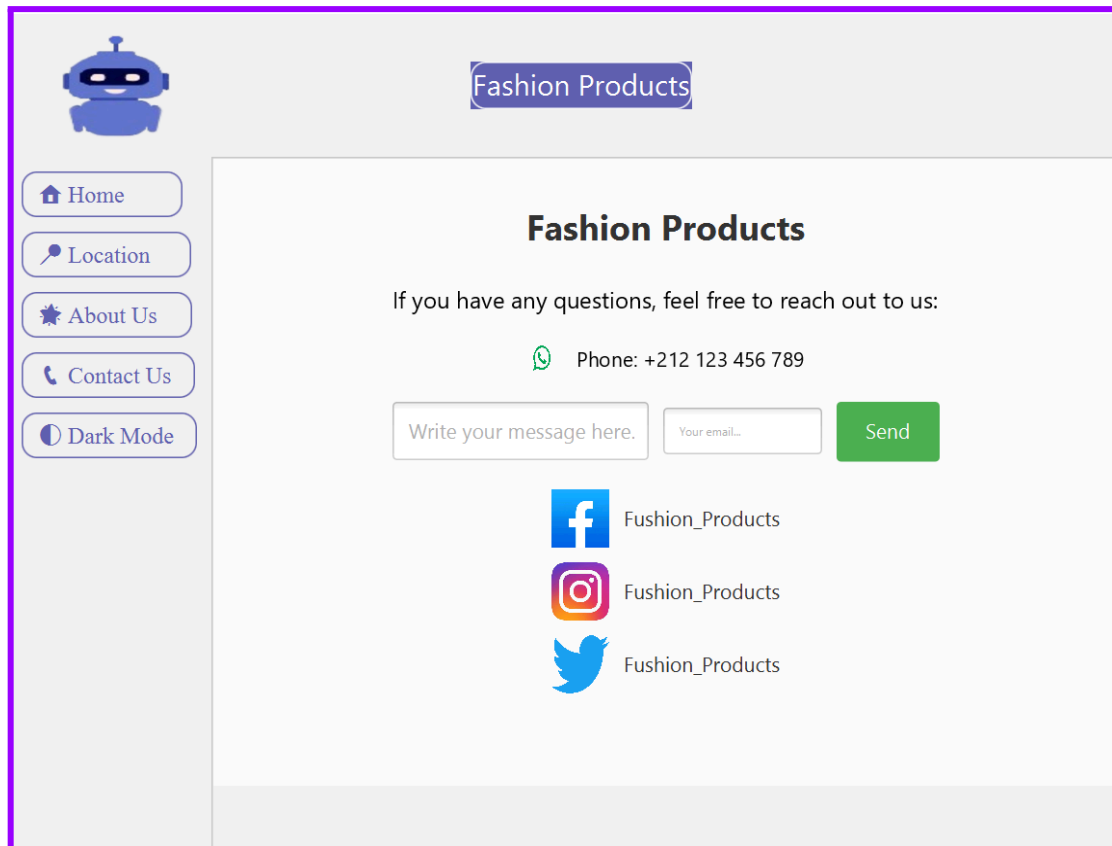 Fashion Products
Home
Location
About Us
Contact Us
Dark Mode
Fashion Products
If you have any questions, feel free to reach out to us:
Phone: +212 123 456 789
Write your message here.
Your email...
Send
Fushion_Products
Fushion_Products
Fushion_Products